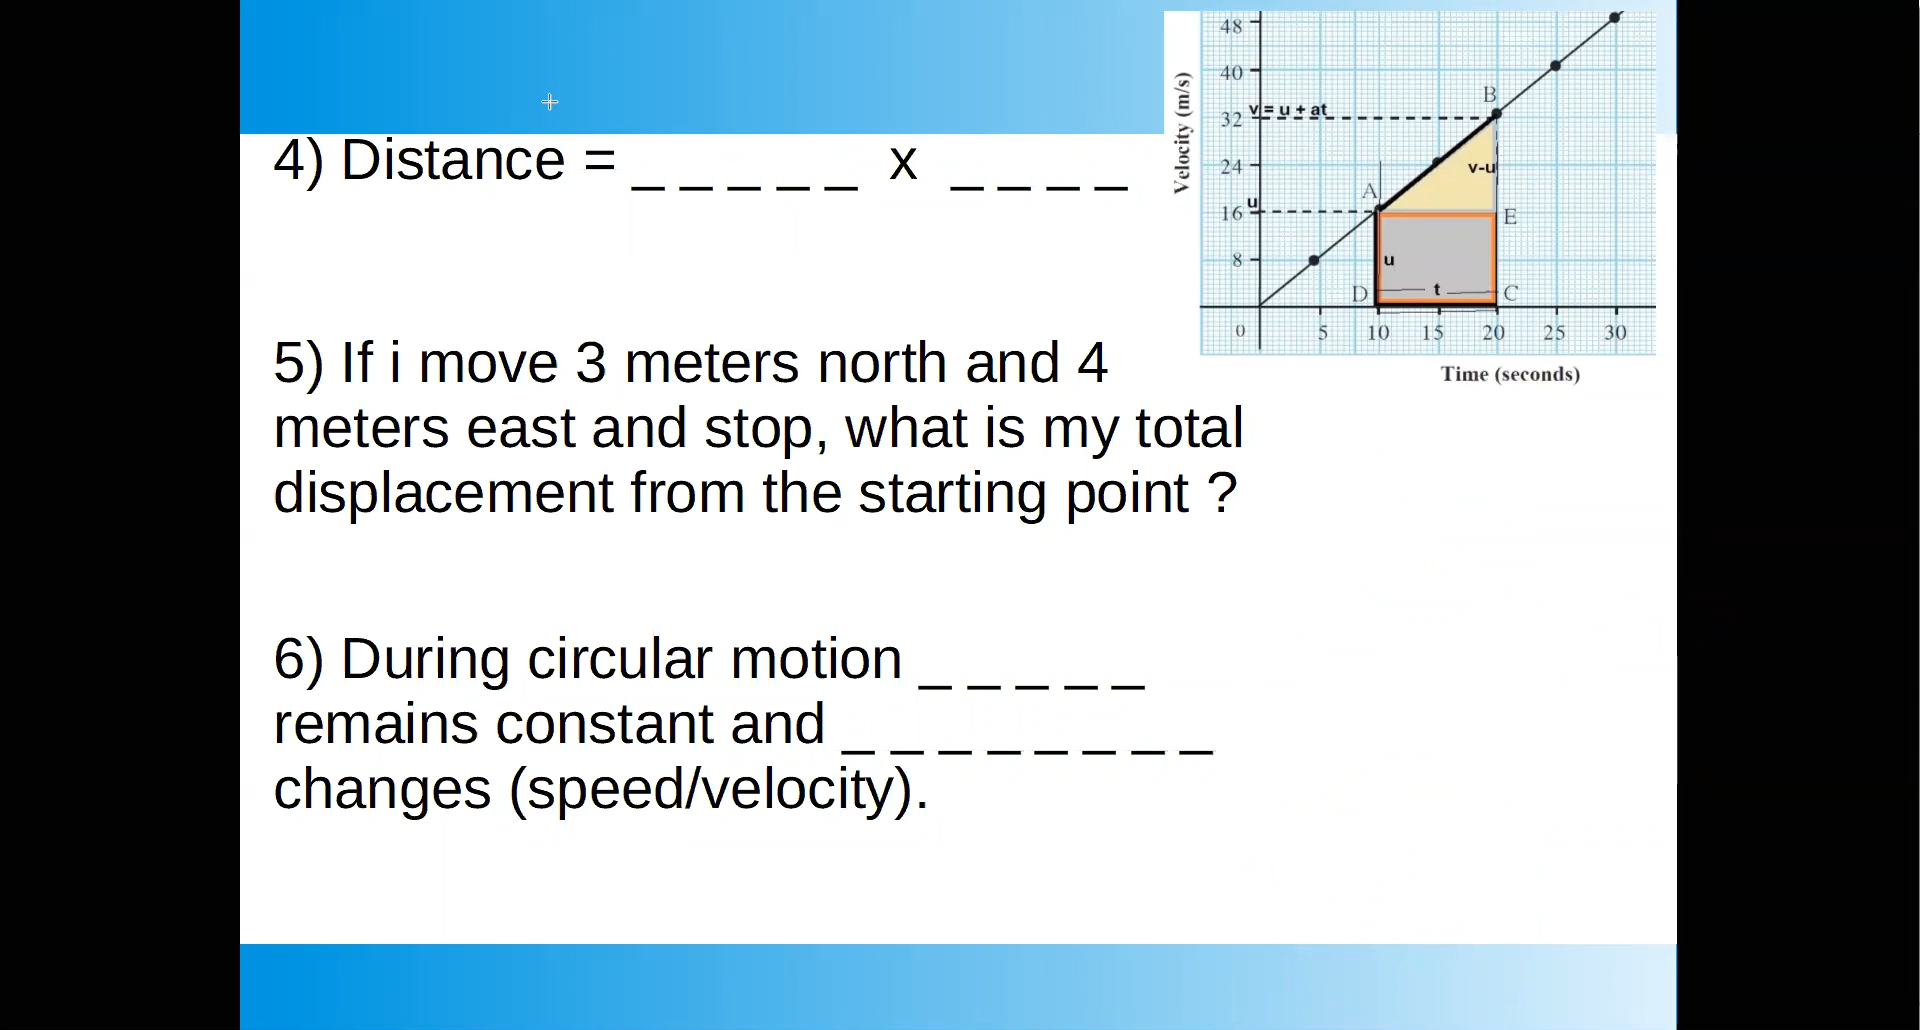 4) Distance = _ _ _ _ _ x _ _ _ _
5) If i move 3 meters north and 4
meters east and stop, what is my total
displacement from the starting point ?
6) During circular motion _ _ _ _ _
remains constant and _ _ _ _ _ _ _ _
changes (speed/velocity).
Velocity (m/s)
48
40
B
32 v = u + at
24
v-u
A
16 u
E
8
u
D t C
0 5 10 15 20 25 30
Time (seconds)